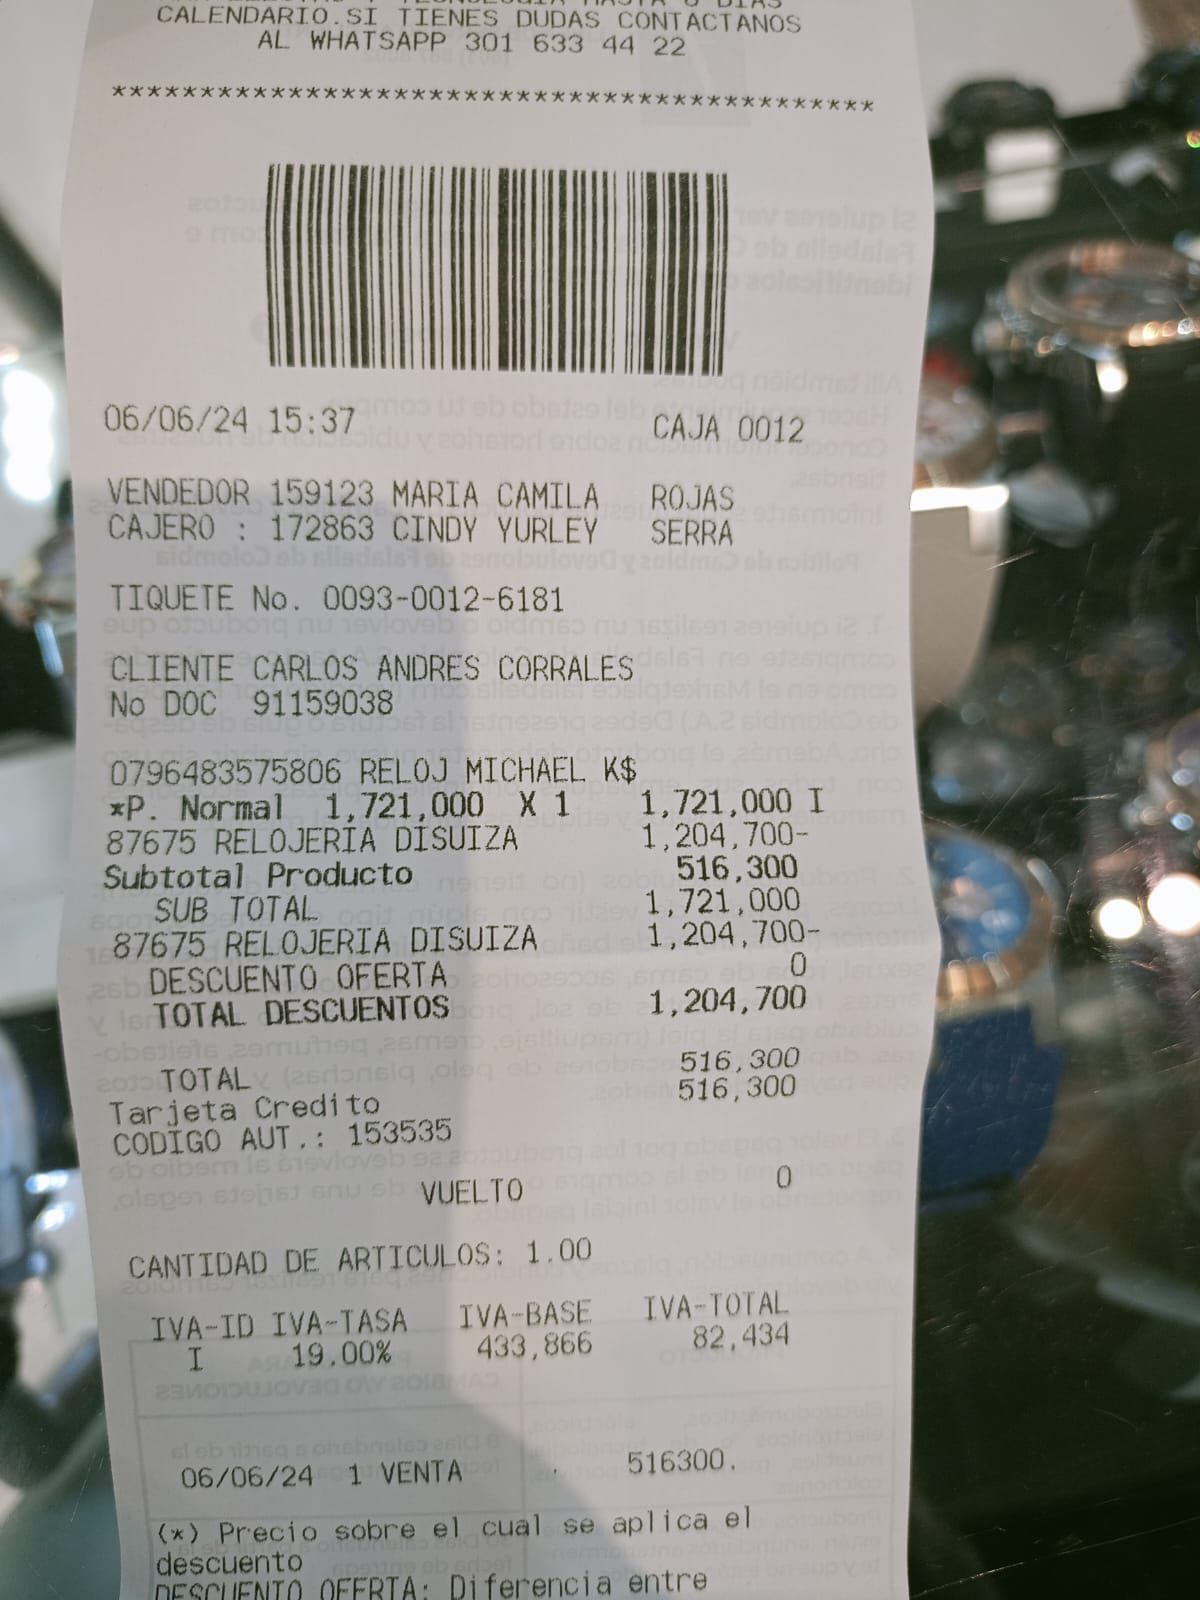 CALENDARIO.SI TIENES DUDAS CONTACTANOS
AL WHATSAPP 301 633 44 22
*******************************************
06/06/24 15:37 CAJA 0012
VENDEDOR 159123 MARIA CAMILA ROJAS
CAJERO : 172863 CINDY YURLEY SERRA
TIQUETE No. 0093-0012-6181
CLIENTE CARLOS ANDRES CORRALES
No DOC 91159038
0796483575806 RELOJ MICHAEL K$
*P. Normal 1,721,000 X 1 1,721,000 I
87675 RELOJERIA DISUIZA 1,204,700-
Subtotal Producto 516,300
SUB TOTAL 1,721,000
87675 RELOJERIA DISUIZA 1,204,700-
DESCUENTO OFERTA 0
TOTAL DESCUENTOS 1,204,700
TOTAL 516,300
Tarjeta Credito 516,300
CODIGO AUT.: 153535
VUELTO 0
CANTIDAD DE ARTICULOS: 1.00
IVA-ID IVA-TASA IVA-BASE IVA-TOTAL
I 19.00% 433,866 82,434
06/06/24 1 VENTA 516300.
(*) Precio sobre el cual se aplica el
descuento
DESCUENTO OFERTA: Diferencia entre